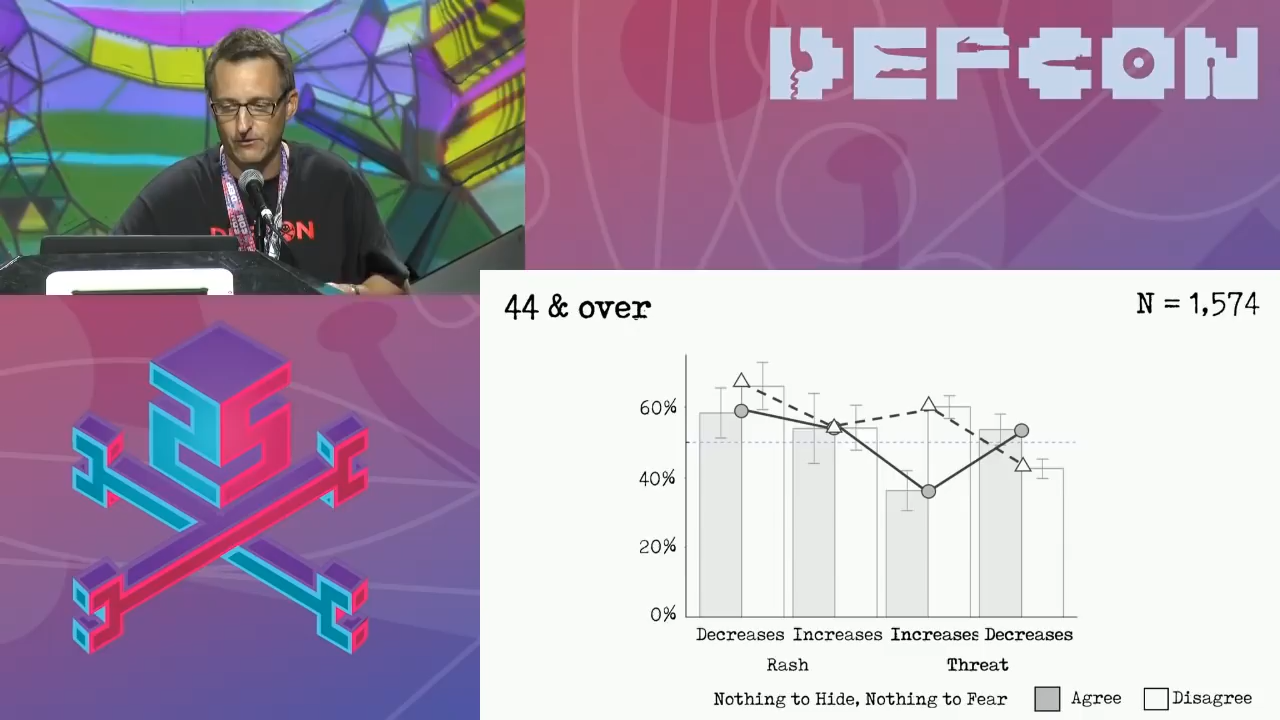 DEFCON
DEFCON
44 & over
N = 1,574
60%
40%
20%
0%
Decreases Increases Increases Decreases
Rash Threat
Nothing to Hide, Nothing to Fear Agree Disagree